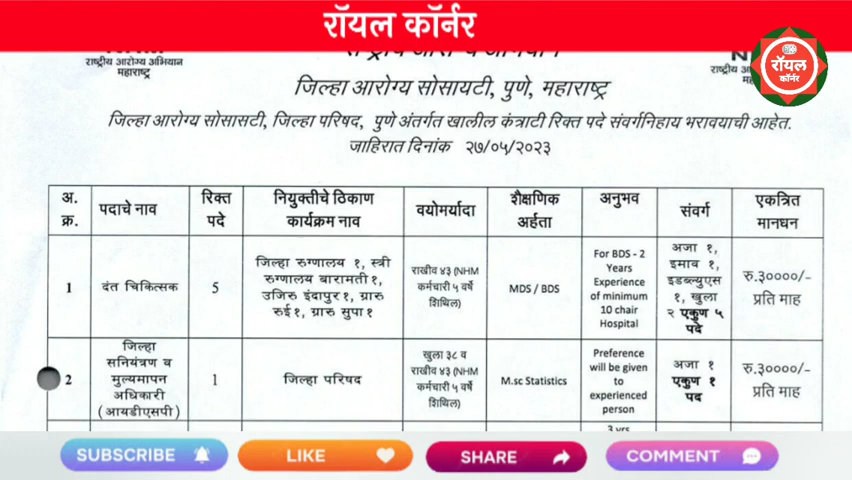 रॉयल कॉर्नर
राष्ट्रीय आरोग्य अभियान
महाराष्ट्र
रॉयल
कॉर्नर
जिल्हा आरोग्य सोसायटी, पुणे, महाराष्ट्र
जिल्हा आरोग्य सोसासटी, जिल्हा परिषद, पुणे अंतर्गत खालील कंत्राटी रिक्त पदे संवर्गनिहाय भरावयाची आहेत.
जाहिरात दिनांक २७/०५/२०२३
अ. क्र. पदाचे नाव रिक्त पदे नियुक्तीचे ठिकाण कार्यक्रम नाव वयोमर्यादा शैक्षणिक अर्हता अनुभव संवर्ग एकत्रित मानधन
1 दंत चिकित्सक 5 जिल्हा रुग्णालय १, स्त्री रुग्णालय बारामती १, उजिरु इंदापुर १, ग्रारु रुई १, ग्रारु सुपा १ राखीव ४३ (NHM कर्मचारी ५ वर्षे शिथिल) MDS / BDS For BDS - 2 Years Experience of minimum 10 chair Hospital अजा १, इमाव १, इडब्ल्युएस १, खुला २ एकुण ५ पदे रु.३००००/- प्रति माह
2 जिल्हा सनियंत्रण व मुल्यमापन अधिकारी (आयडीएसपी) 1 जिल्हा परिषद खुला ३८ व राखीव ४३ (NHM कर्मचारी ५ वर्षे शिथिल) M.sc Statistics Preference will be given to experienced person अजा १ एकुण १ पद रु.३००००/- प्रति माह
3 yrs
SUBSCRIBE LIKE SHARE COMMENT